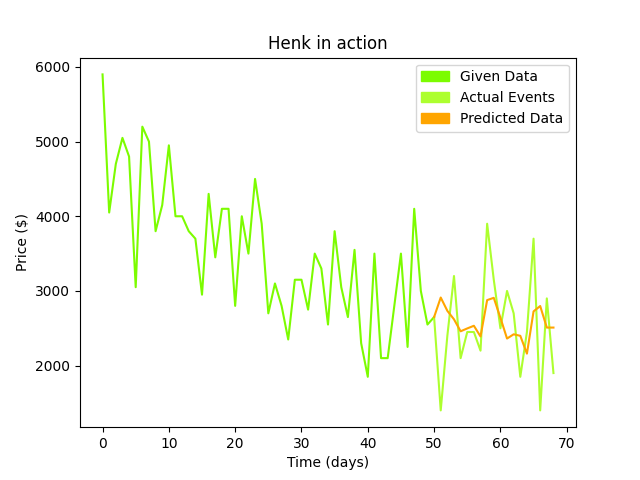 Henk in action
Given Data
Actual Events
Predicted Data
6000
5000
4000
3000
2000
Price ($)
0 10 20 30 40 50 60 70
Time (days)